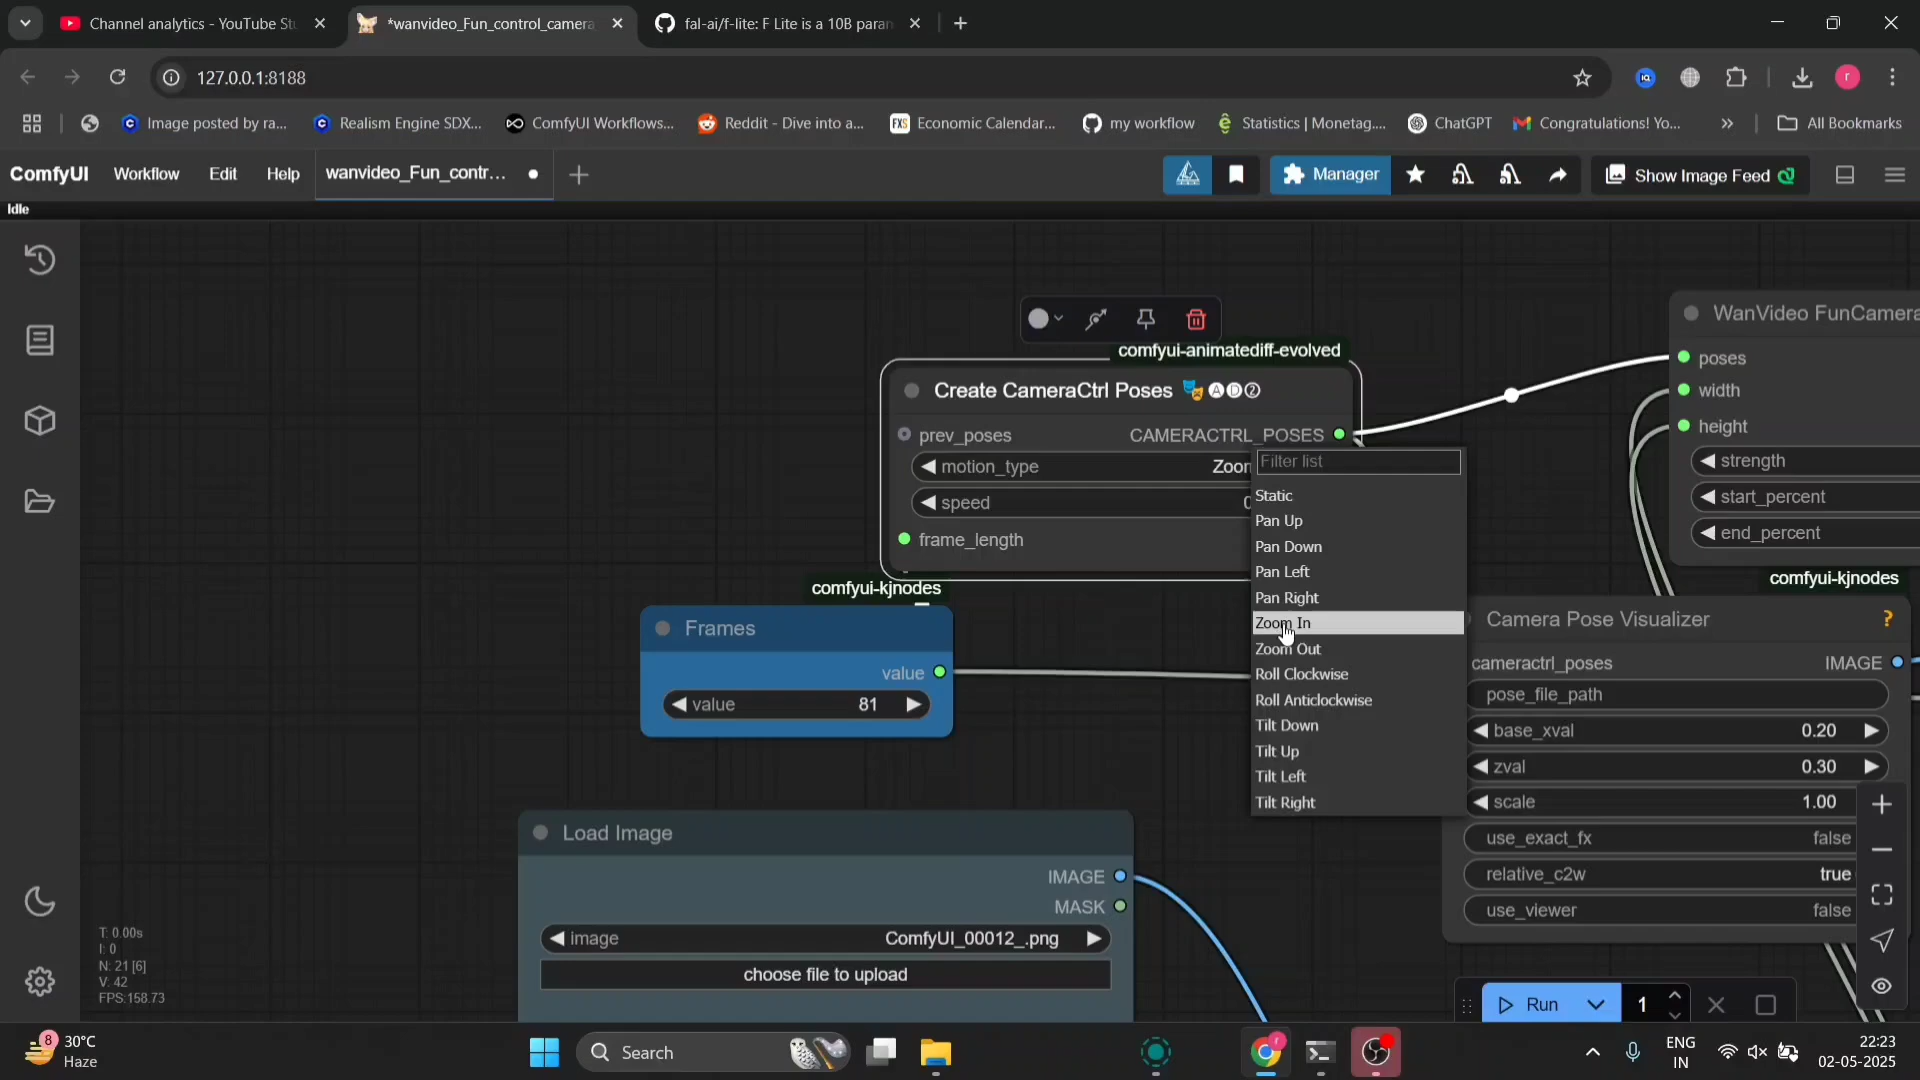 Channel analytics - YouTube St
*wanvideo_Fun_control_camera
fal-ai/f-lite: F Lite is a 10B param
127.0.0.1:8188
Image posted by ra...
Realism Engine SDX...
ComfyUI Workflows...
Reddit - Dive into a...
FXS
Economic Calendar...
my workflow
Statistics | Monetag....
ChatGPT
Congratulations! Yo...
All Bookmarks
ComfyUI
Workflow
Edit
Help
wanvideo_Fun_contr...
Manager
Show Image Feed
Idle
comfyui-animatediff-evolved
Create CameraCtrl Poses 🎭🅐🅓②
prev_poses
CAMERACTRL_POSES
motion_type
Zoom
speed
0
frame_length
Filter list
Static
Pan Up
Pan Down
Pan Left
Pan Right
Zoom In
Zoom Out
Roll Clockwise
Roll Anticlockwise
Tilt Down
Tilt Up
Tilt Left
Tilt Right
WanVideo FunCamera
poses
width
height
strength
start_percent
end_percent
comfyui-kjnodes
Frames
value
value
81
comfyui-kjnodes
Camera Pose Visualizer
?
cameractrl_poses
IMAGE
pose_file_path
base_xval
0.20
zval
0.30
scale
1.00
use_exact_fx
false
relative_c2w
true
use_viewer
false
Load Image
IMAGE
MASK
image
ComfyUI_00012_.png
choose file to upload
T: 0.00s
I: 0
N: 21 [6]
V: 42
FPS:158.73
Run
1
8
30°C
Haze
Search
r
ENG
IN
22:23
02-05-2025